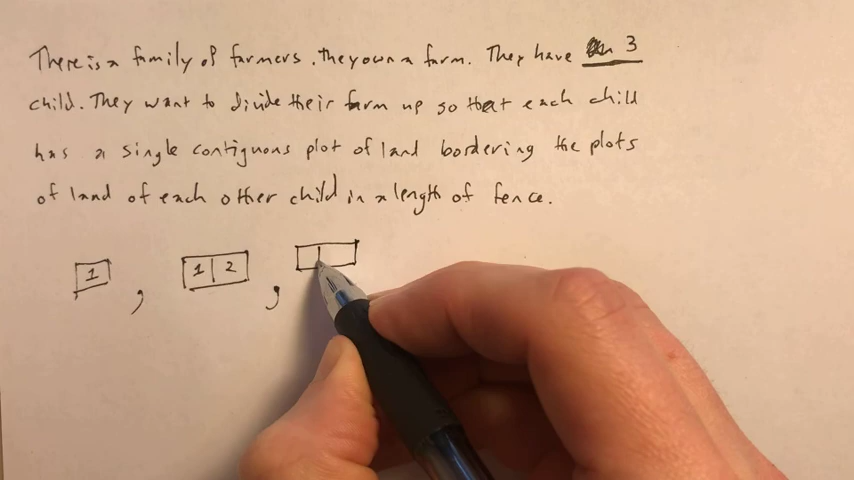 There is a family of farmers. they own a farm. They have 3
child. They want to divide their farm up so that each child
has a single contiguous plot of land bordering the plots
of land of each other child in a length of fence.
1 , 1 2 ,